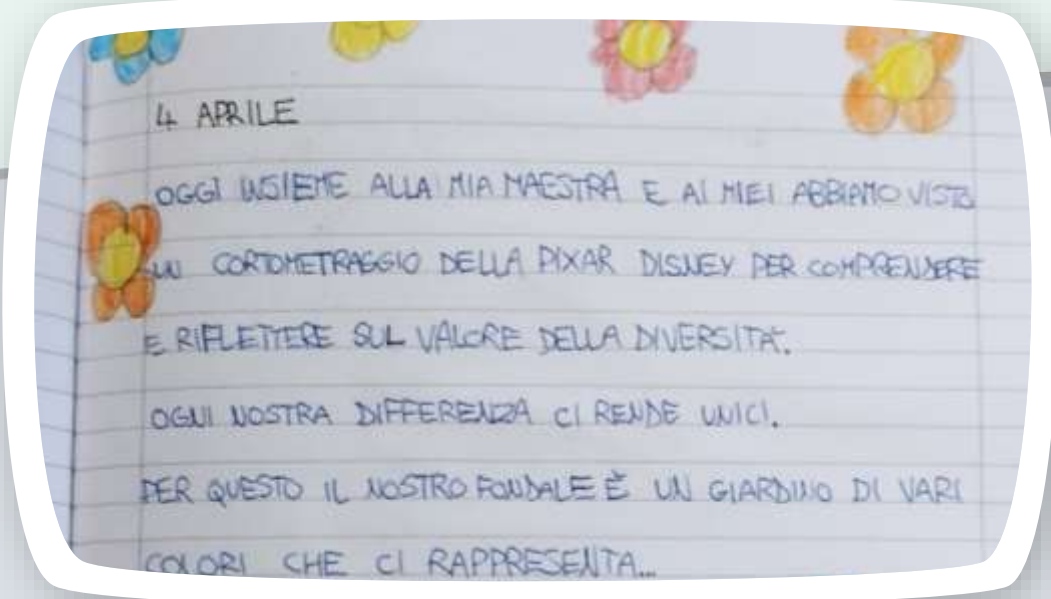 4 APRILE
OGGI INSIEME ALLA MIA MAESTRA E AI MIEI ABBIAMO VISTO
UN CORTOMETRAGGIO DELLA PIXAR DISNEY PER COMPRENDERE
E RIFLETTERE SUL VALORE DELLA DIVERSITA'.
OGNI NOSTRA DIFFERENZA CI RENDE UNICI.
PER QUESTO IL NOSTRO FONDALE È UN GIARDINO DI VARI
COLORI CHE CI RAPPRESENTA...